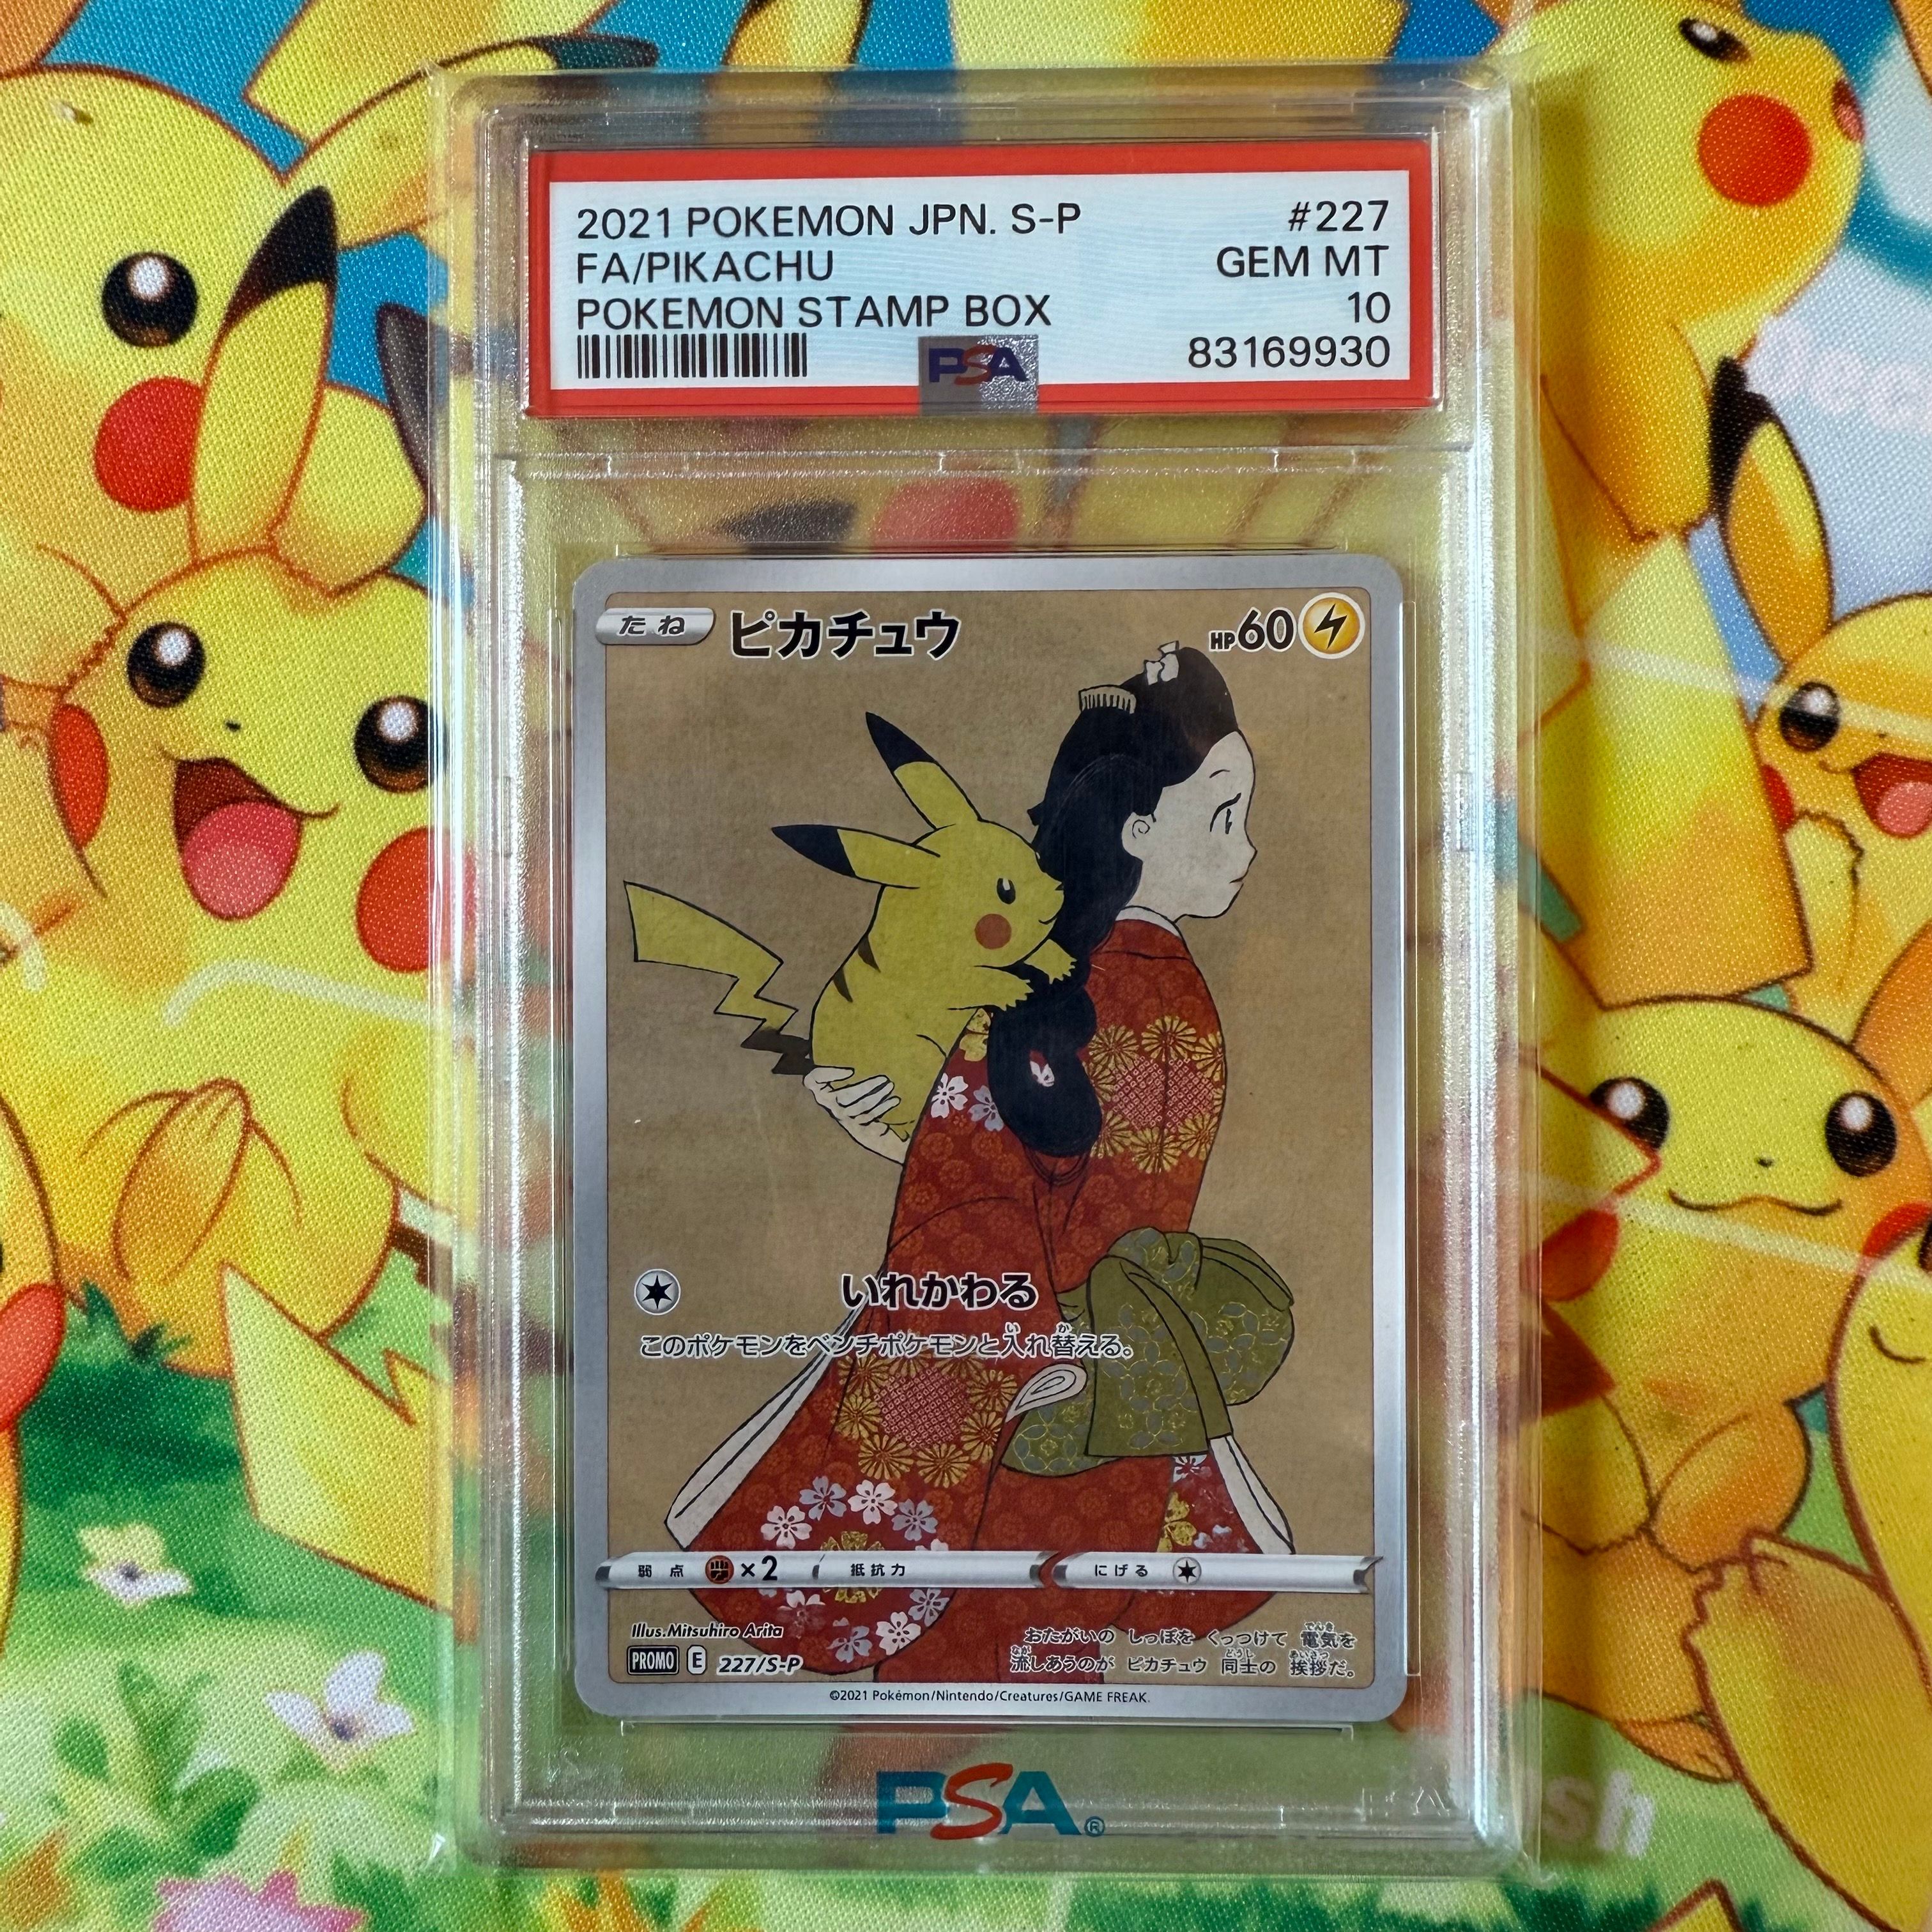 2021 POKEMON JPN. S-P #227
FA/PIKACHU GEM MT
POKEMON STAMP BOX 10
PSA 83169930
たね ピカチュウ HP60
いれかわる
このポケモンをベンチポケモンと入れ替える。
弱点 ×2 抵抗力 にげる
Illus.Mitsuhiro Arita
PROMO E 227/S-P
おたがいの しっぽを くっつけて 電気を
流しあうのが ピカチュウ 同士の 挨拶だ。
©2021 Pokémon/Nintendo/Creatures/GAME FREAK.
PSA®